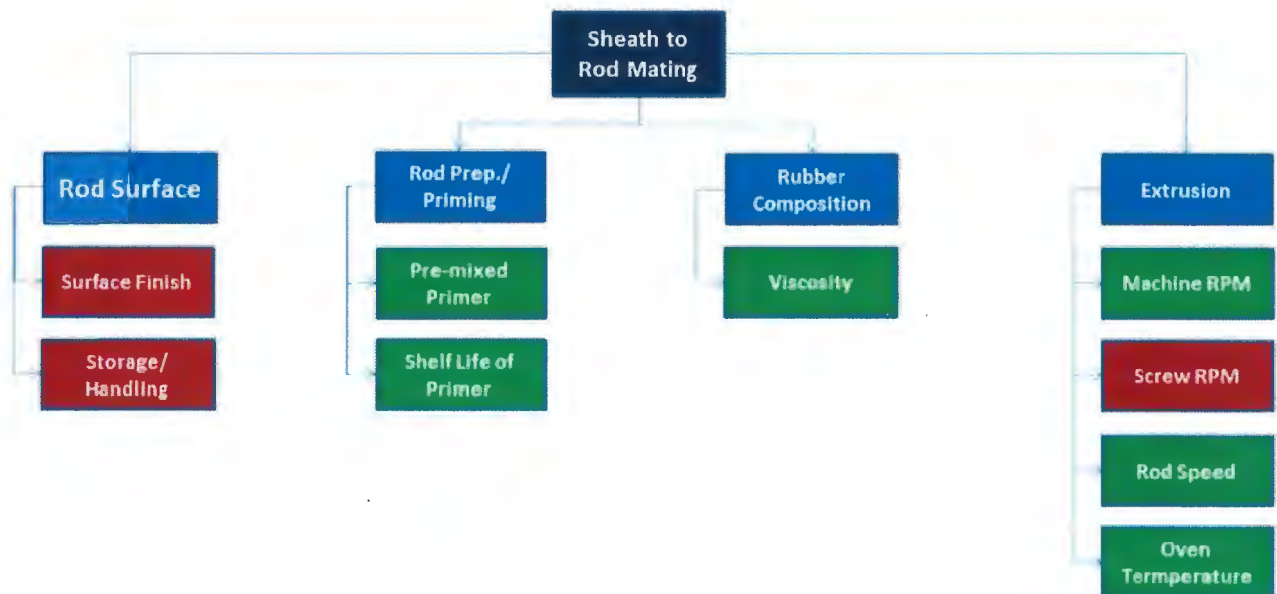 Sheath to
Rod Mating
Rod Surface
Surface Finish
Storage/
Handling
Rod Prep./
Priming
Pre-mixed
Primer
Shelf Life of
Primer
Rubber
Composition
Viscosity
Extrusion
Machine RPM
Screw RPM
Rod Speed
Oven
Termperature